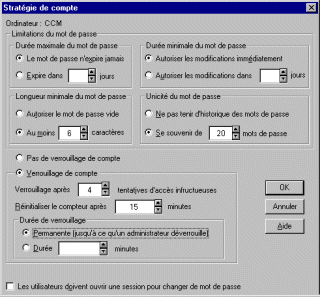 Stratégie de compte
Ordinateur : CCM
Limitations du mot de passe
Durée maximale du mot de passe
Le mot de passe n'expire jamais
Expire dans jours
Durée minimale du mot de passe
Autoriser les modifications immédiatement
Autoriser les modifications dans jours
Longueur minimale du mot de passe
Autoriser le mot de passe vide
Au moins 6 caractères
Unicité du mot de passe
Ne pas tenir d'historique des mots de passe
Se souvenir de 20 mots de passe
Pas de verrouillage de compte
Verrouillage de compte
Verrouillage après 4 tentatives d'accès infructueuses
Réinitialiser le compteur après 15 minutes
Durée de verrouillage
Permanente (jusqu'à ce qu'un administrateur déverrouille)
Durée minutes
OK
Annuler
Aide
Les utilisateurs doivent ouvrir une session pour changer de mot de passe